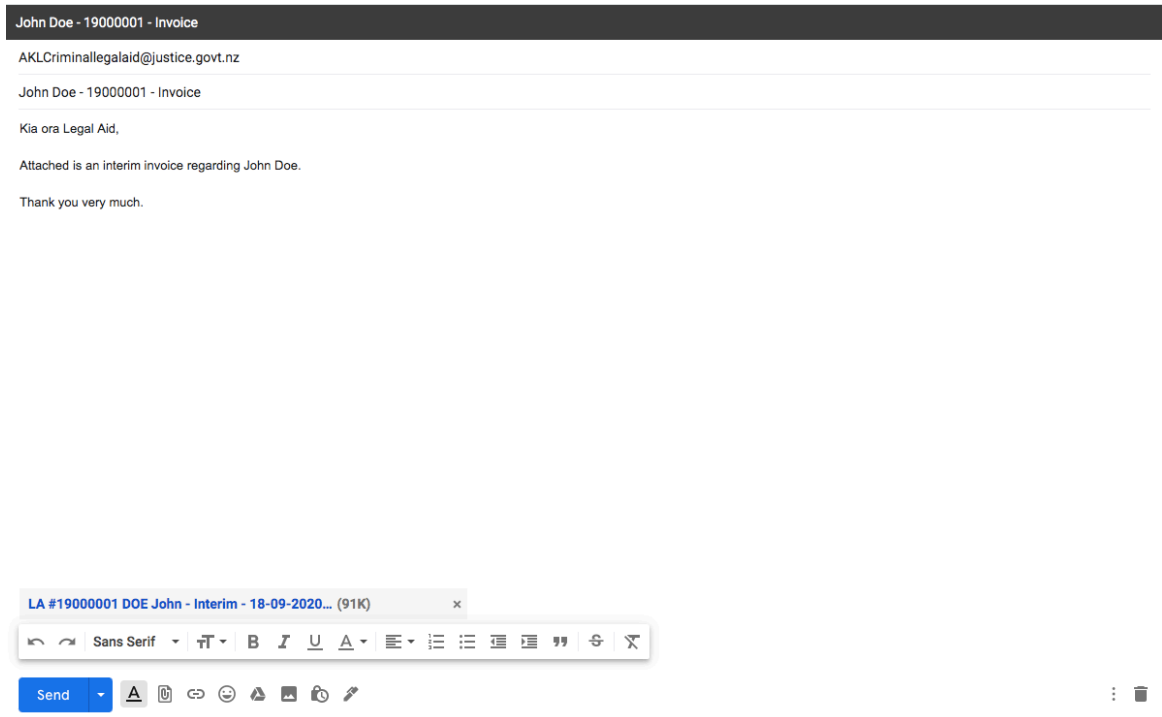 John Doe - 19000001 - Invoice
AKLCriminallegalaid@justice.govt.nz
John Doe - 19000001 - Invoice
Kia ora Legal Aid,
Attached is an interim invoice regarding John Doe.
Thank you very much.
LA #19000001 DOE John - Interim - 18-09-2020... (91K)
Sans Serif
Send